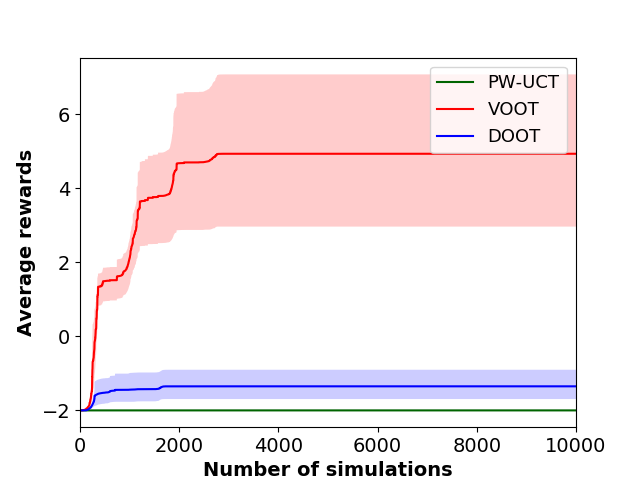 PW-UCT
VOOT
DOOT
Average rewards
6
4
2
0
−2
0 2000 4000 6000 8000 10000
Number of simulations